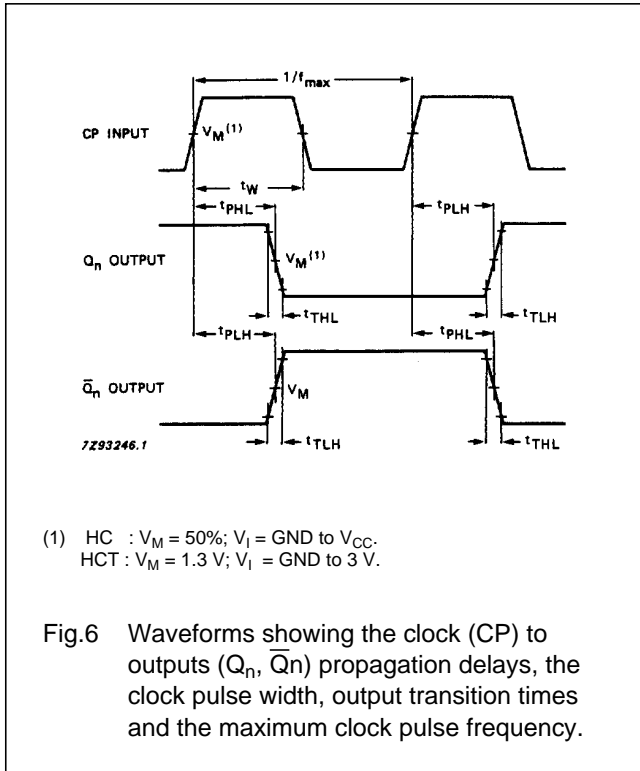 1/fmax
CP INPUT
VM(1)
tW
tPHL
tPLH
Qn OUTPUT
VM(1)
tTHL
tTLH
tPLH
tPHL
Q̅n OUTPUT
VM
tTLH
tTHL
7Z93246.1
(1) HC : VM = 50%; VI = GND to VCC.
HCT : VM = 1.3 V; VI = GND to 3 V.
Fig.6 Waveforms showing the clock (CP) to
outputs (Qn, Q̅n) propagation delays, the
clock pulse width, output transition times
and the maximum clock pulse frequency.